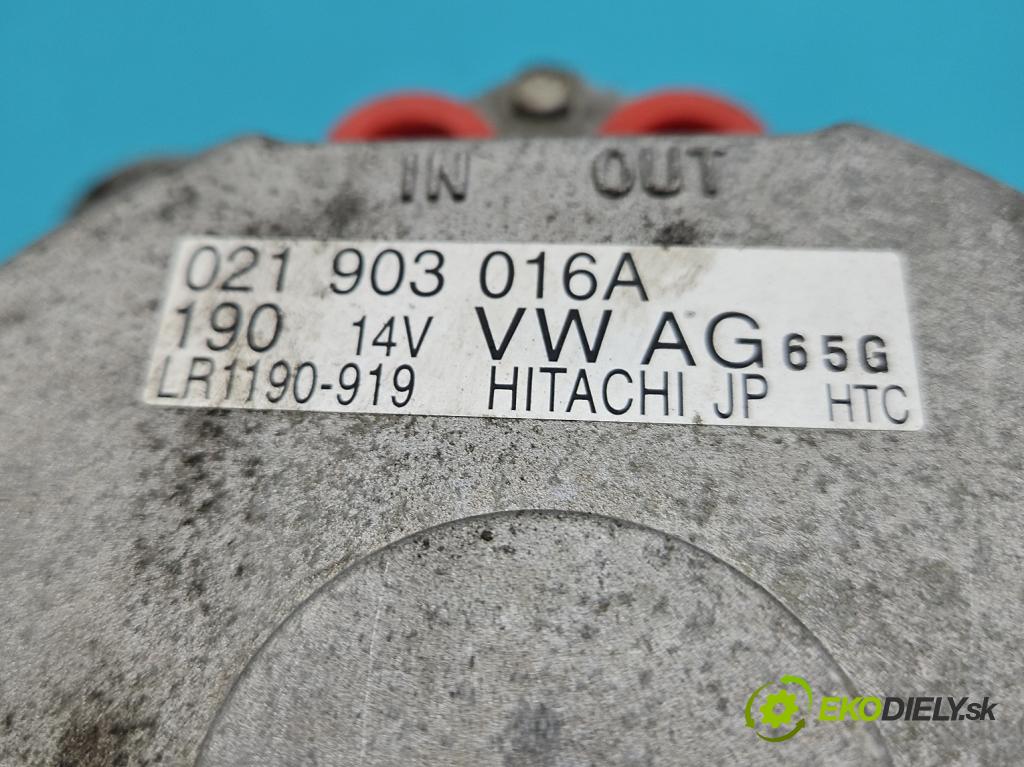 IN OUT
021 903 016A
190 14V VW AG 65G
LR1190-919 HITACHI JP HTC
EKODIELY.sk